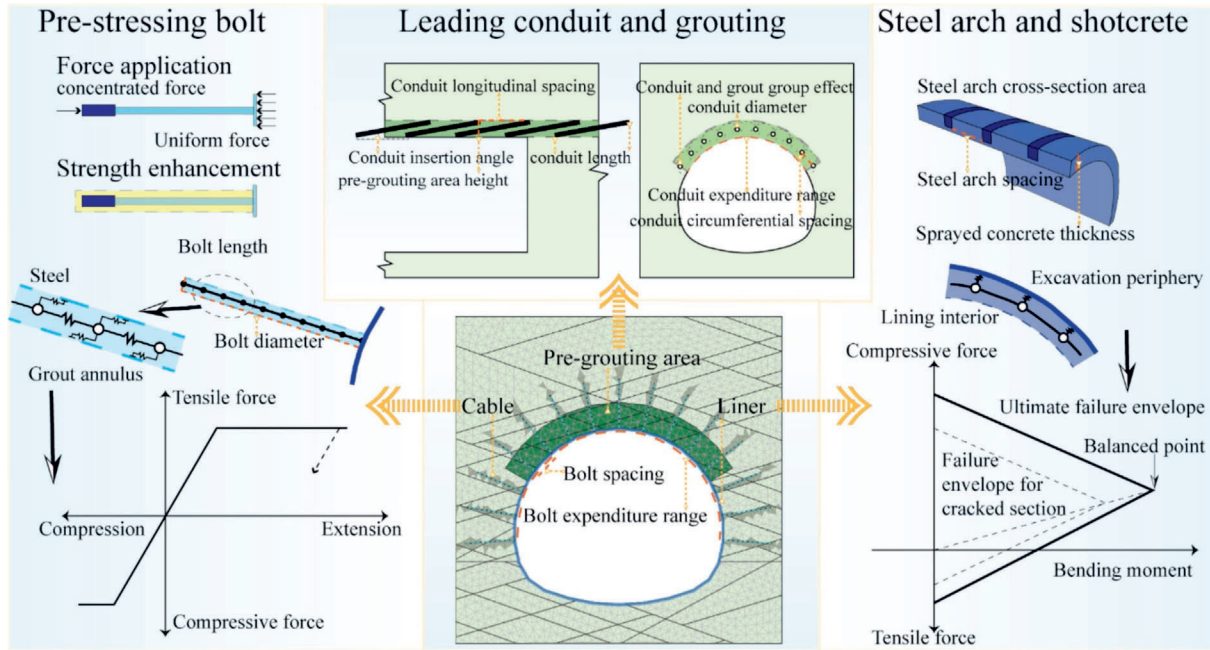 Pre-stressing bolt
Force application
concentrated force
Uniform force
Strength enhancement
Bolt length
Steel
Bolt diameter
Grout annulus
Tensile force
Compression
Extension
Compressive force
Leading conduit and grouting
Conduit longitudinal spacing
Conduit insertion angle
conduit length
pre-grouting area height
Conduit and grout group effect
conduit diameter
Conduit expenditure range
conduit circumferential spacing
Pre-grouting area
Cable
Liner
Bolt spacing
Bolt expenditure range
Steel arch and shotcrete
Steel arch cross-section area
Steel arch spacing
Sprayed concrete thickness
Excavation periphery
Lining interior
Compressive force
Ultimate failure envelope
Balanced point
Failure
envelope for
cracked section
Bending moment
Tensile force